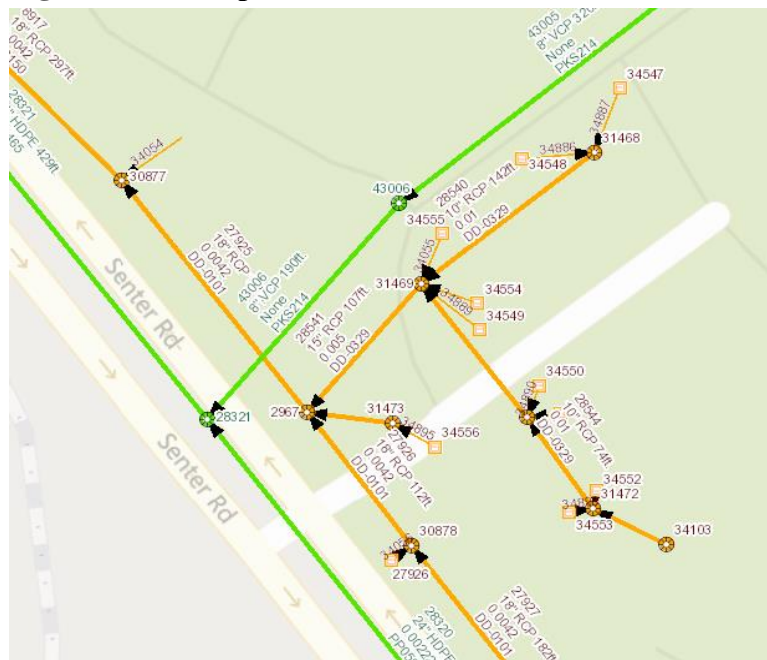 8917
18" RCP 297ft.
0.0042
28321
" HDPE 429ft
465
34054
30877
43005
None
PKS214
34547
34887
31468
34886
34548
43006
34555
28540
10" RCP 142ft
0.01
DD-0329
34055
27925
18" RCP
0.0042
DD-0101
31469
34554
34889
34549
Senter Rd
43006
8" VCP 190ft.
None
PKS214
28541
15" RCP 107ft.
0.005
DD-0329
34550
28321
2967
31473
34895
34556
28544
10" RCP 74ft.
0.01
DD-0329
27926
18" RCP 112ft
0.0042
DD-0101
Senter Rd
34552
31472
34553
34103
30878
27926
28320
24" HDPE
27927
18" RCP 182ft
0.0042
DD-0101